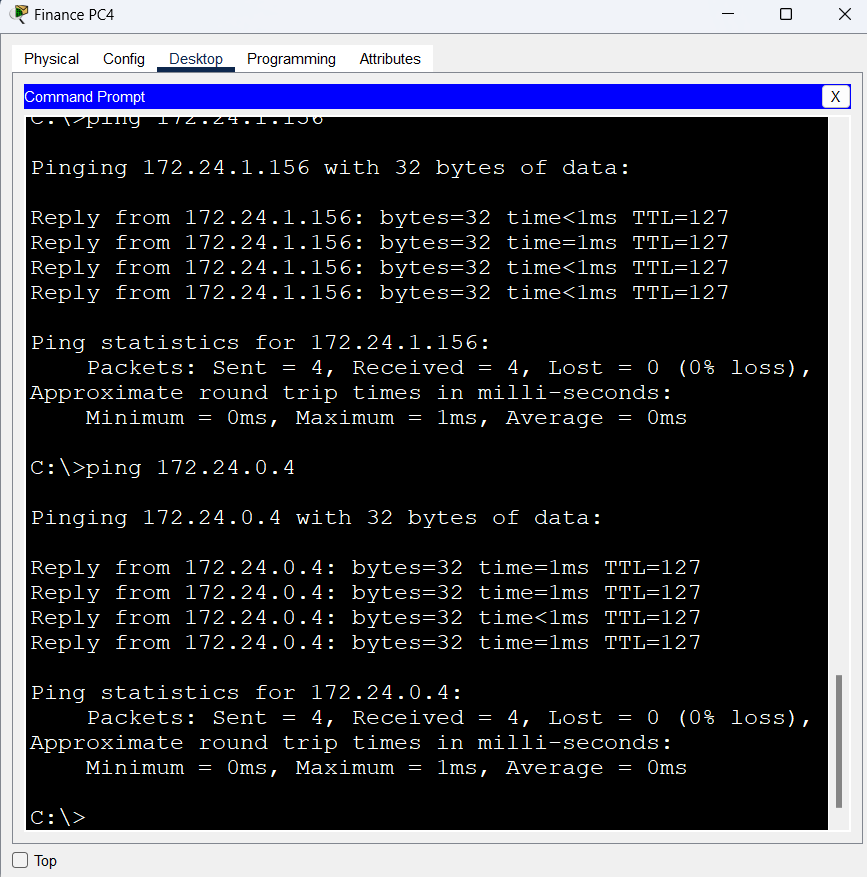 Finance PC4
Physical Config Desktop Programming Attributes
Command Prompt X
C:\>ping 172.24.1.156
Pinging 172.24.1.156 with 32 bytes of data:
Reply from 172.24.1.156: bytes=32 time<1ms TTL=127
Reply from 172.24.1.156: bytes=32 time=1ms TTL=127
Reply from 172.24.1.156: bytes=32 time<1ms TTL=127
Reply from 172.24.1.156: bytes=32 time<1ms TTL=127
Ping statistics for 172.24.1.156:
    Packets: Sent = 4, Received = 4, Lost = 0 (0% loss),
Approximate round trip times in milli-seconds:
    Minimum = 0ms, Maximum = 1ms, Average = 0ms
C:\>ping 172.24.0.4
Pinging 172.24.0.4 with 32 bytes of data:
Reply from 172.24.0.4: bytes=32 time=1ms TTL=127
Reply from 172.24.0.4: bytes=32 time=1ms TTL=127
Reply from 172.24.0.4: bytes=32 time<1ms TTL=127
Reply from 172.24.0.4: bytes=32 time=1ms TTL=127
Ping statistics for 172.24.0.4:
    Packets: Sent = 4, Received = 4, Lost = 0 (0% loss),
Approximate round trip times in milli-seconds:
    Minimum = 0ms, Maximum = 1ms, Average = 0ms
C:\>
Top